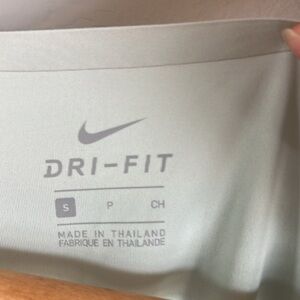 DRI-FIT
S P CH
MADE IN THAILAND
FABRIQUE EN THAILANDE